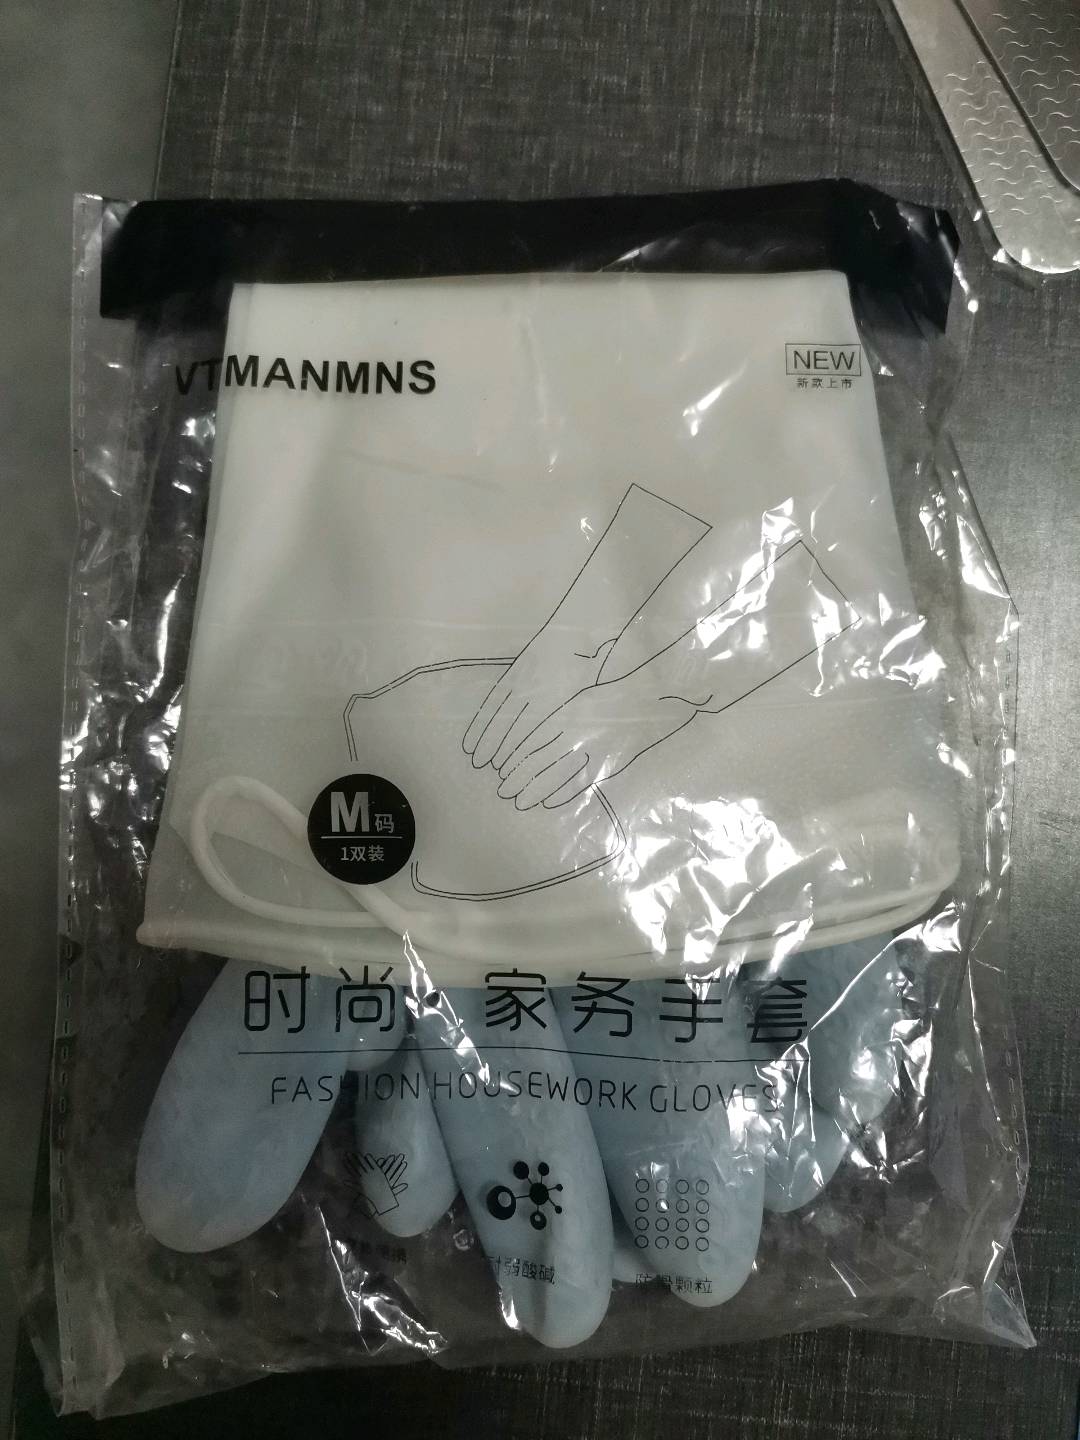 VTMANMNS
NEW
新款上市
M码
1双装
时尚·家务手套
FASHION HOUSEWORK GLOVES
耐弱酸碱
防滑颗粒